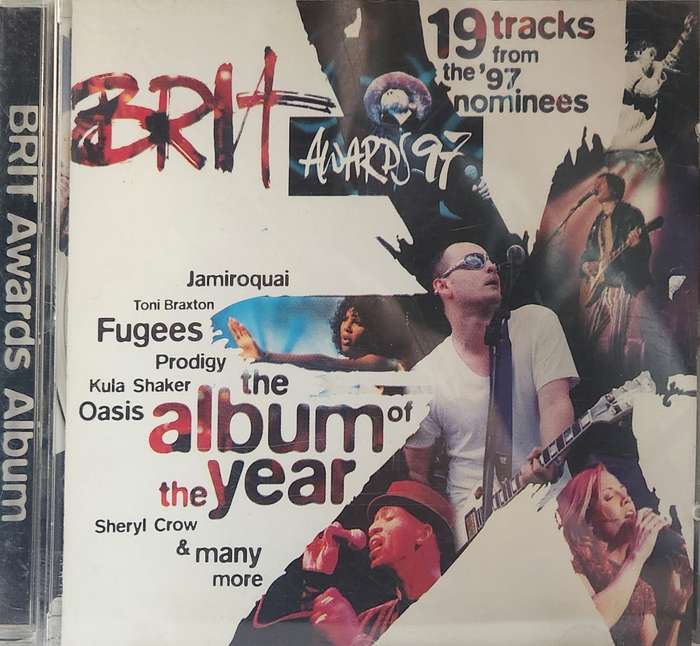 BRIT Awards Album
BRIT
AWARDS 97
19 tracks
from
the '97
nominees
Jamiroquai
Toni Braxton
Fugees
Prodigy
Kula Shaker
Oasis
the
album of
the year
Sheryl Crow
& many
more